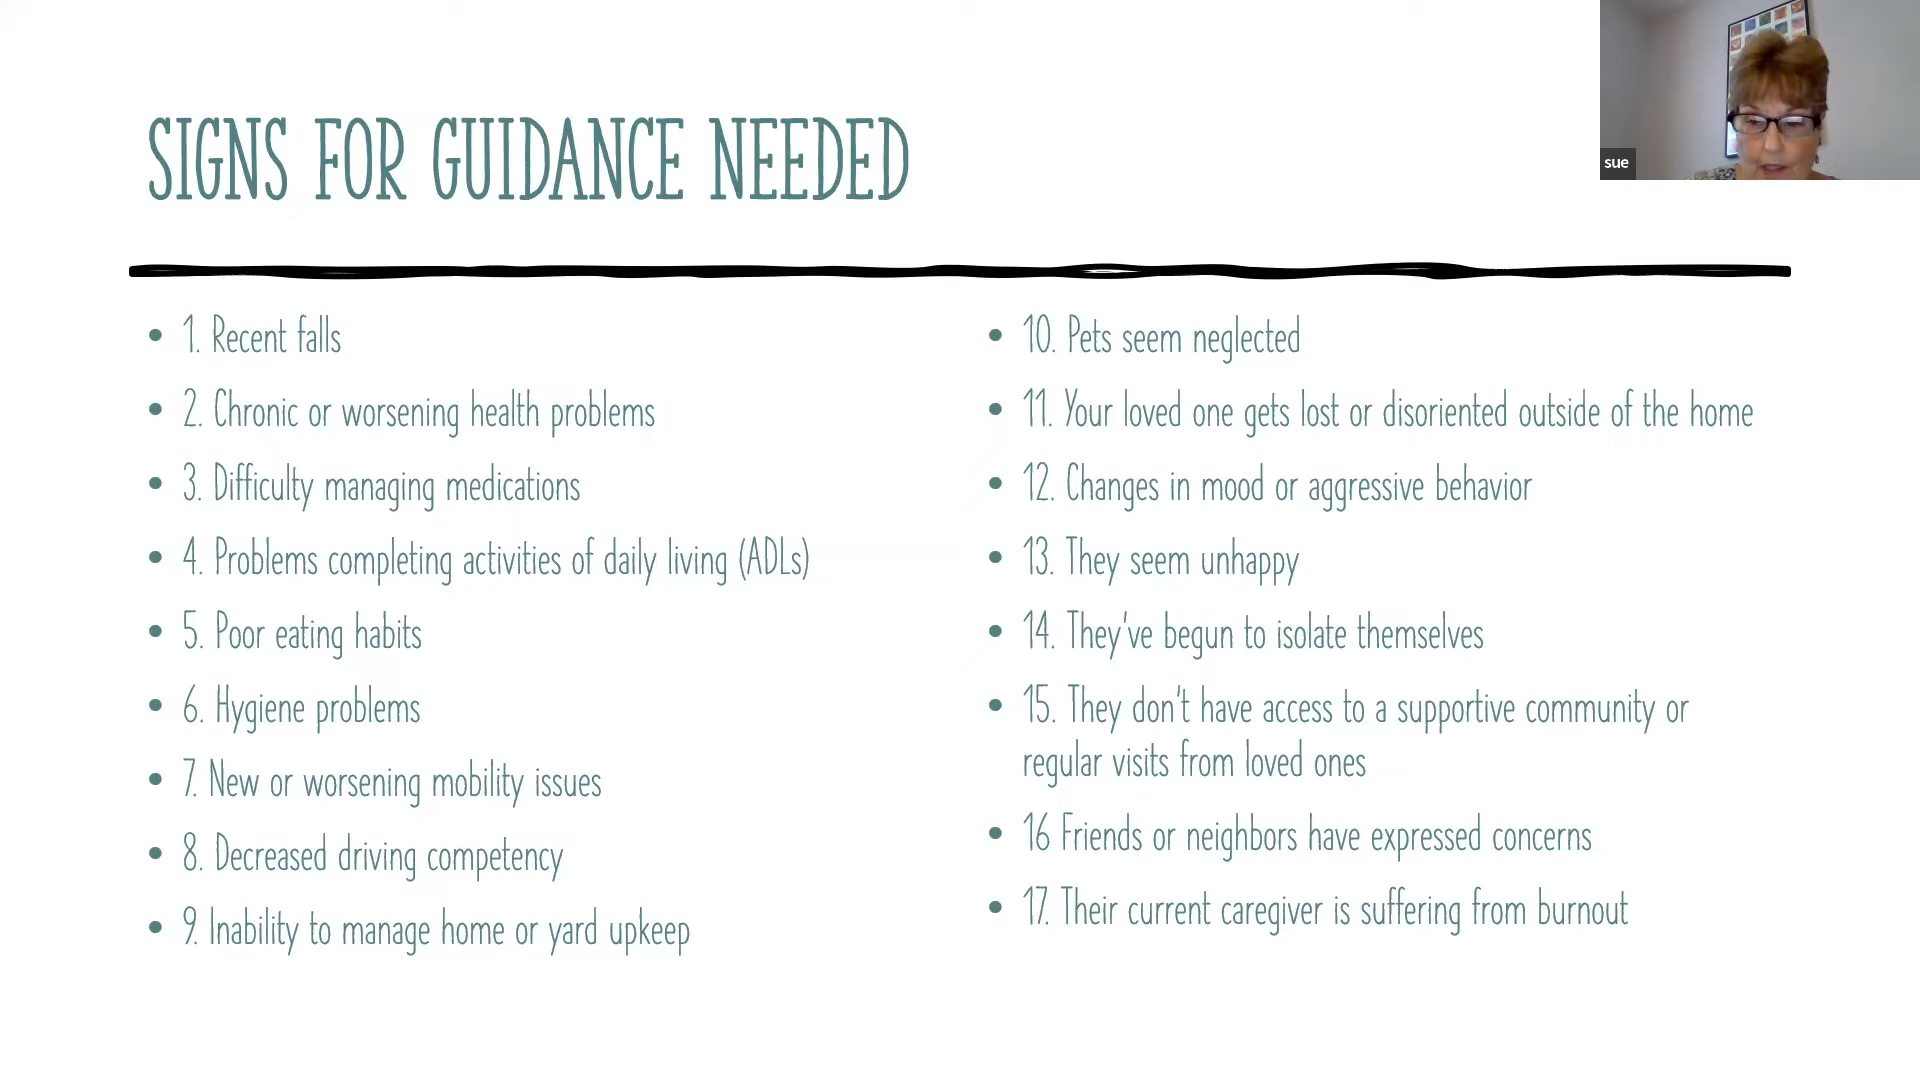 SIGNS FOR GUIDANCE NEEDED
• 1. Recent falls
• 2. Chronic or worsening health problems
• 3. Difficulty managing medications
• 4. Problems completing activities of daily living (ADLs)
• 5. Poor eating habits
• 6. Hygiene problems
• 7. New or worsening mobility issues
• 8. Decreased driving competency
• 9. Inability to manage home or yard upkeep
• 10. Pets seem neglected
• 11. Your loved one gets lost or disoriented outside of the home
• 12. Changes in mood or aggressive behavior
• 13. They seem unhappy
• 14. They've begun to isolate themselves
• 15. They don't have access to a supportive community or
regular visits from loved ones
• 16 Friends or neighbors have expressed concerns
• 17. Their current caregiver is suffering from burnout
sue